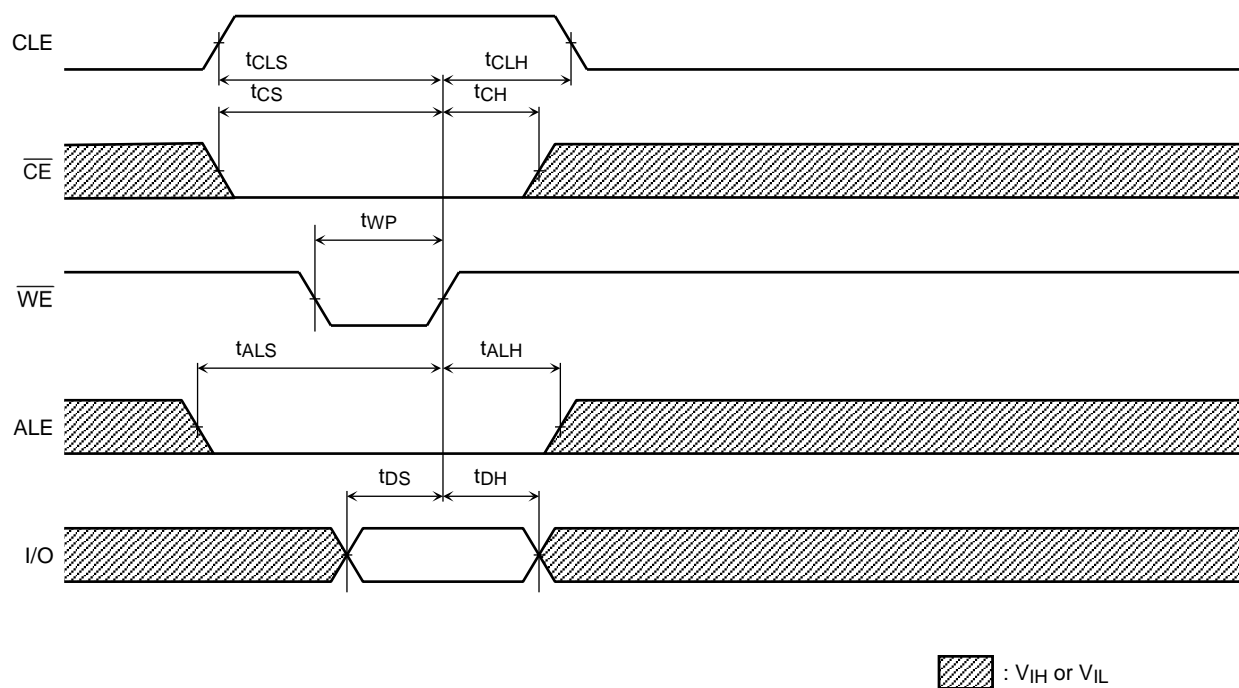 CLE
tCLS
tCLH
tCS
tCH
CE
tWP
WE
tALS
tALH
ALE
tDS
tDH
I/O
: VIH or VIL